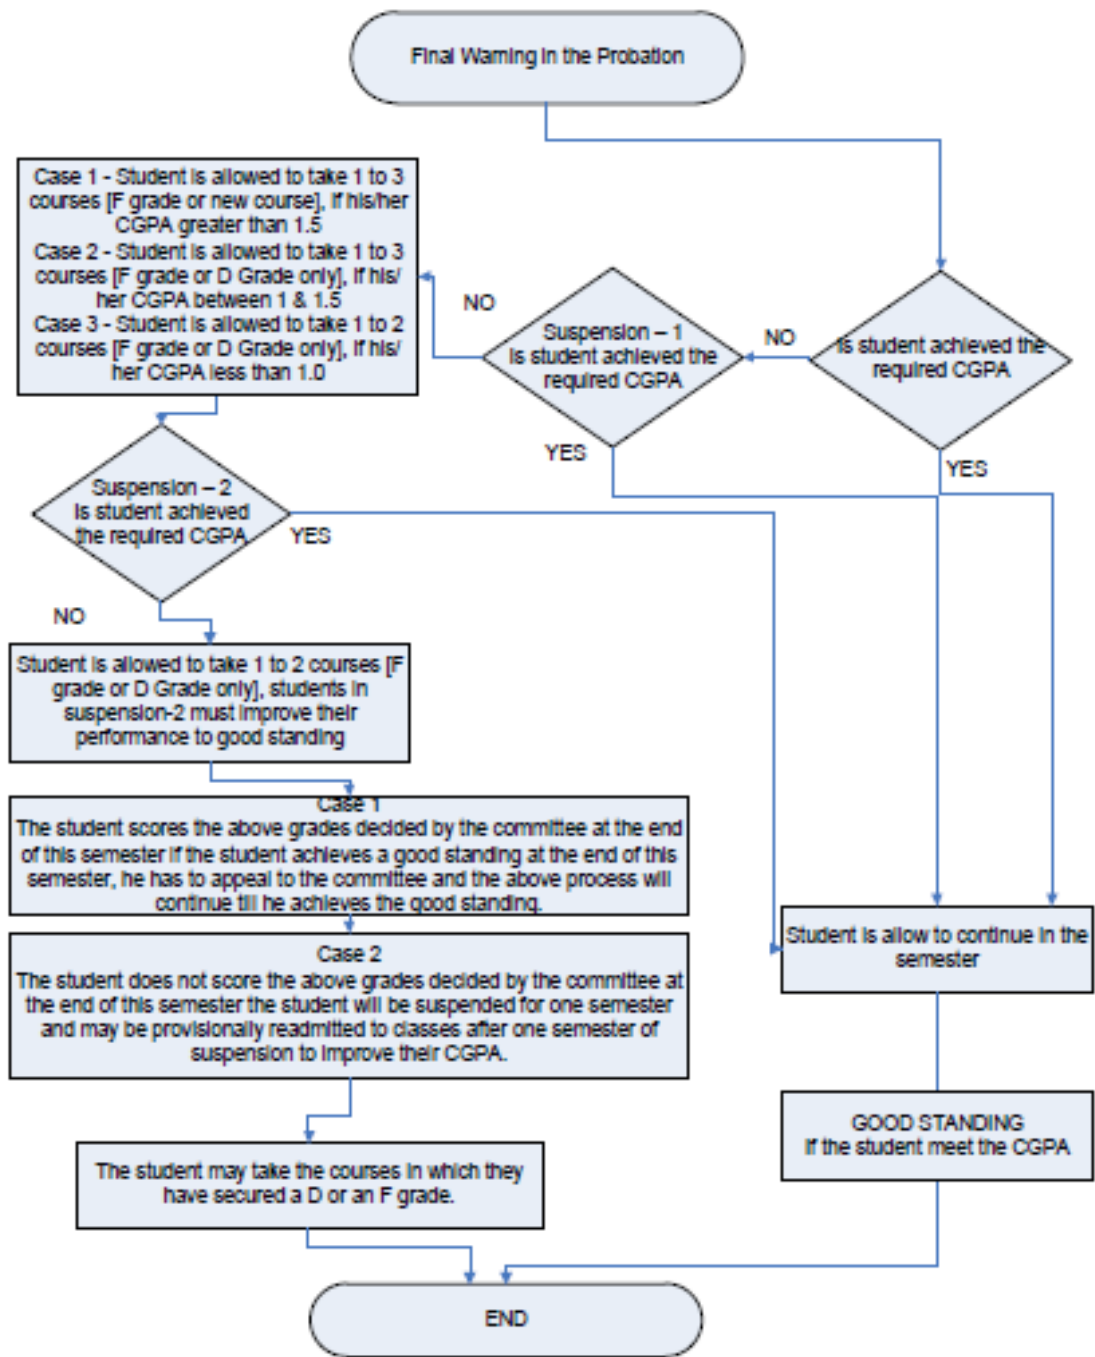 Final Warning in the Probation
Case 1 - Student is allowed to take 1 to 3
courses [F grade or new course], if his/her
CGPA greater than 1.5
Case 2 - Student is allowed to take 1 to 3
courses [F grade or D Grade only], if his/
her CGPA between 1 & 1.5
Case 3 - Student is allowed to take 1 to 2
courses [F grade or D Grade only], if his/
her CGPA less than 1.0
NO
Suspension – 1
Is student achieved the
required CGPA
NO
Is student achieved the
required CGPA
YES
YES
Suspension – 2
Is student achieved
the required CGPA
YES
NO
Student is allowed to take 1 to 2 courses [F
grade or D Grade only], students in
suspension-2 must improve their
performance to good standing
Case 1
The student scores the above grades decided by the committee at the end
of this semester if the student achieves a good standing at the end of this
semester, he has to appeal to the committee and the above process will
continue till he achieves the good standing.
Case 2
The student does not score the above grades decided by the committee at
the end of this semester the student will be suspended for one semester
and may be provisionally readmitted to classes after one semester of
suspension to improve their CGPA.
Student is allow to continue in the
semester
GOOD STANDING
If the student meet the CGPA
The student may take the courses in which they
have secured a D or an F grade.
END